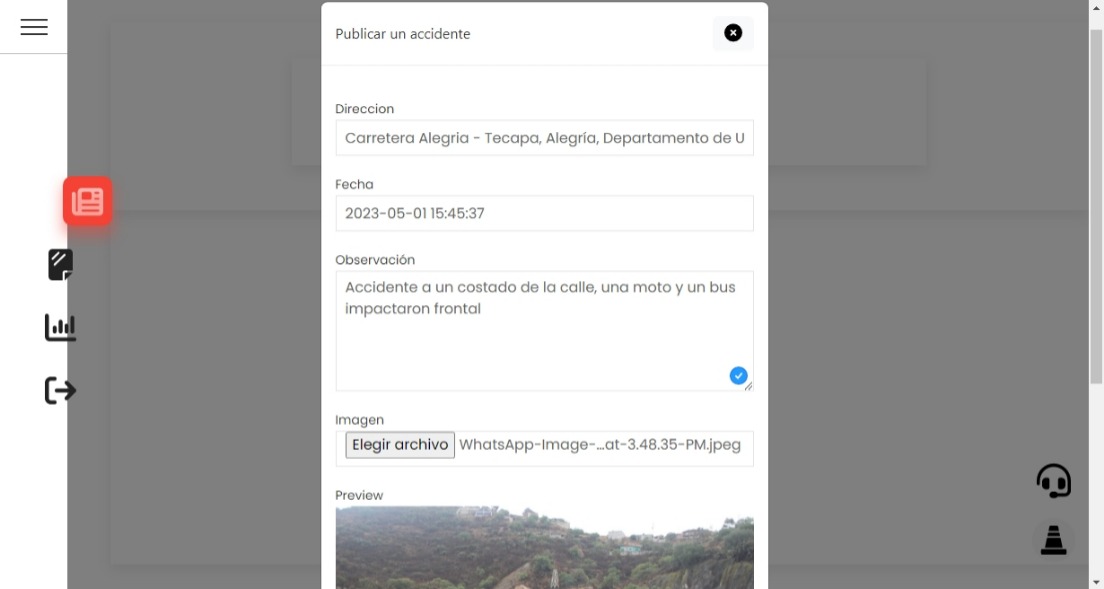 Publicar un accidente
Direccion
Carretera Alegria - Tecapa, Alegría, Departamento de U
Fecha
2023-05-01 15:45:37
Observación
Accidente a un costado de la calle, una moto y un bus
impactaron frontal
Imagen
Elegir archivo WhatsApp-Image-...at-3.48.35-PM.jpeg
Preview